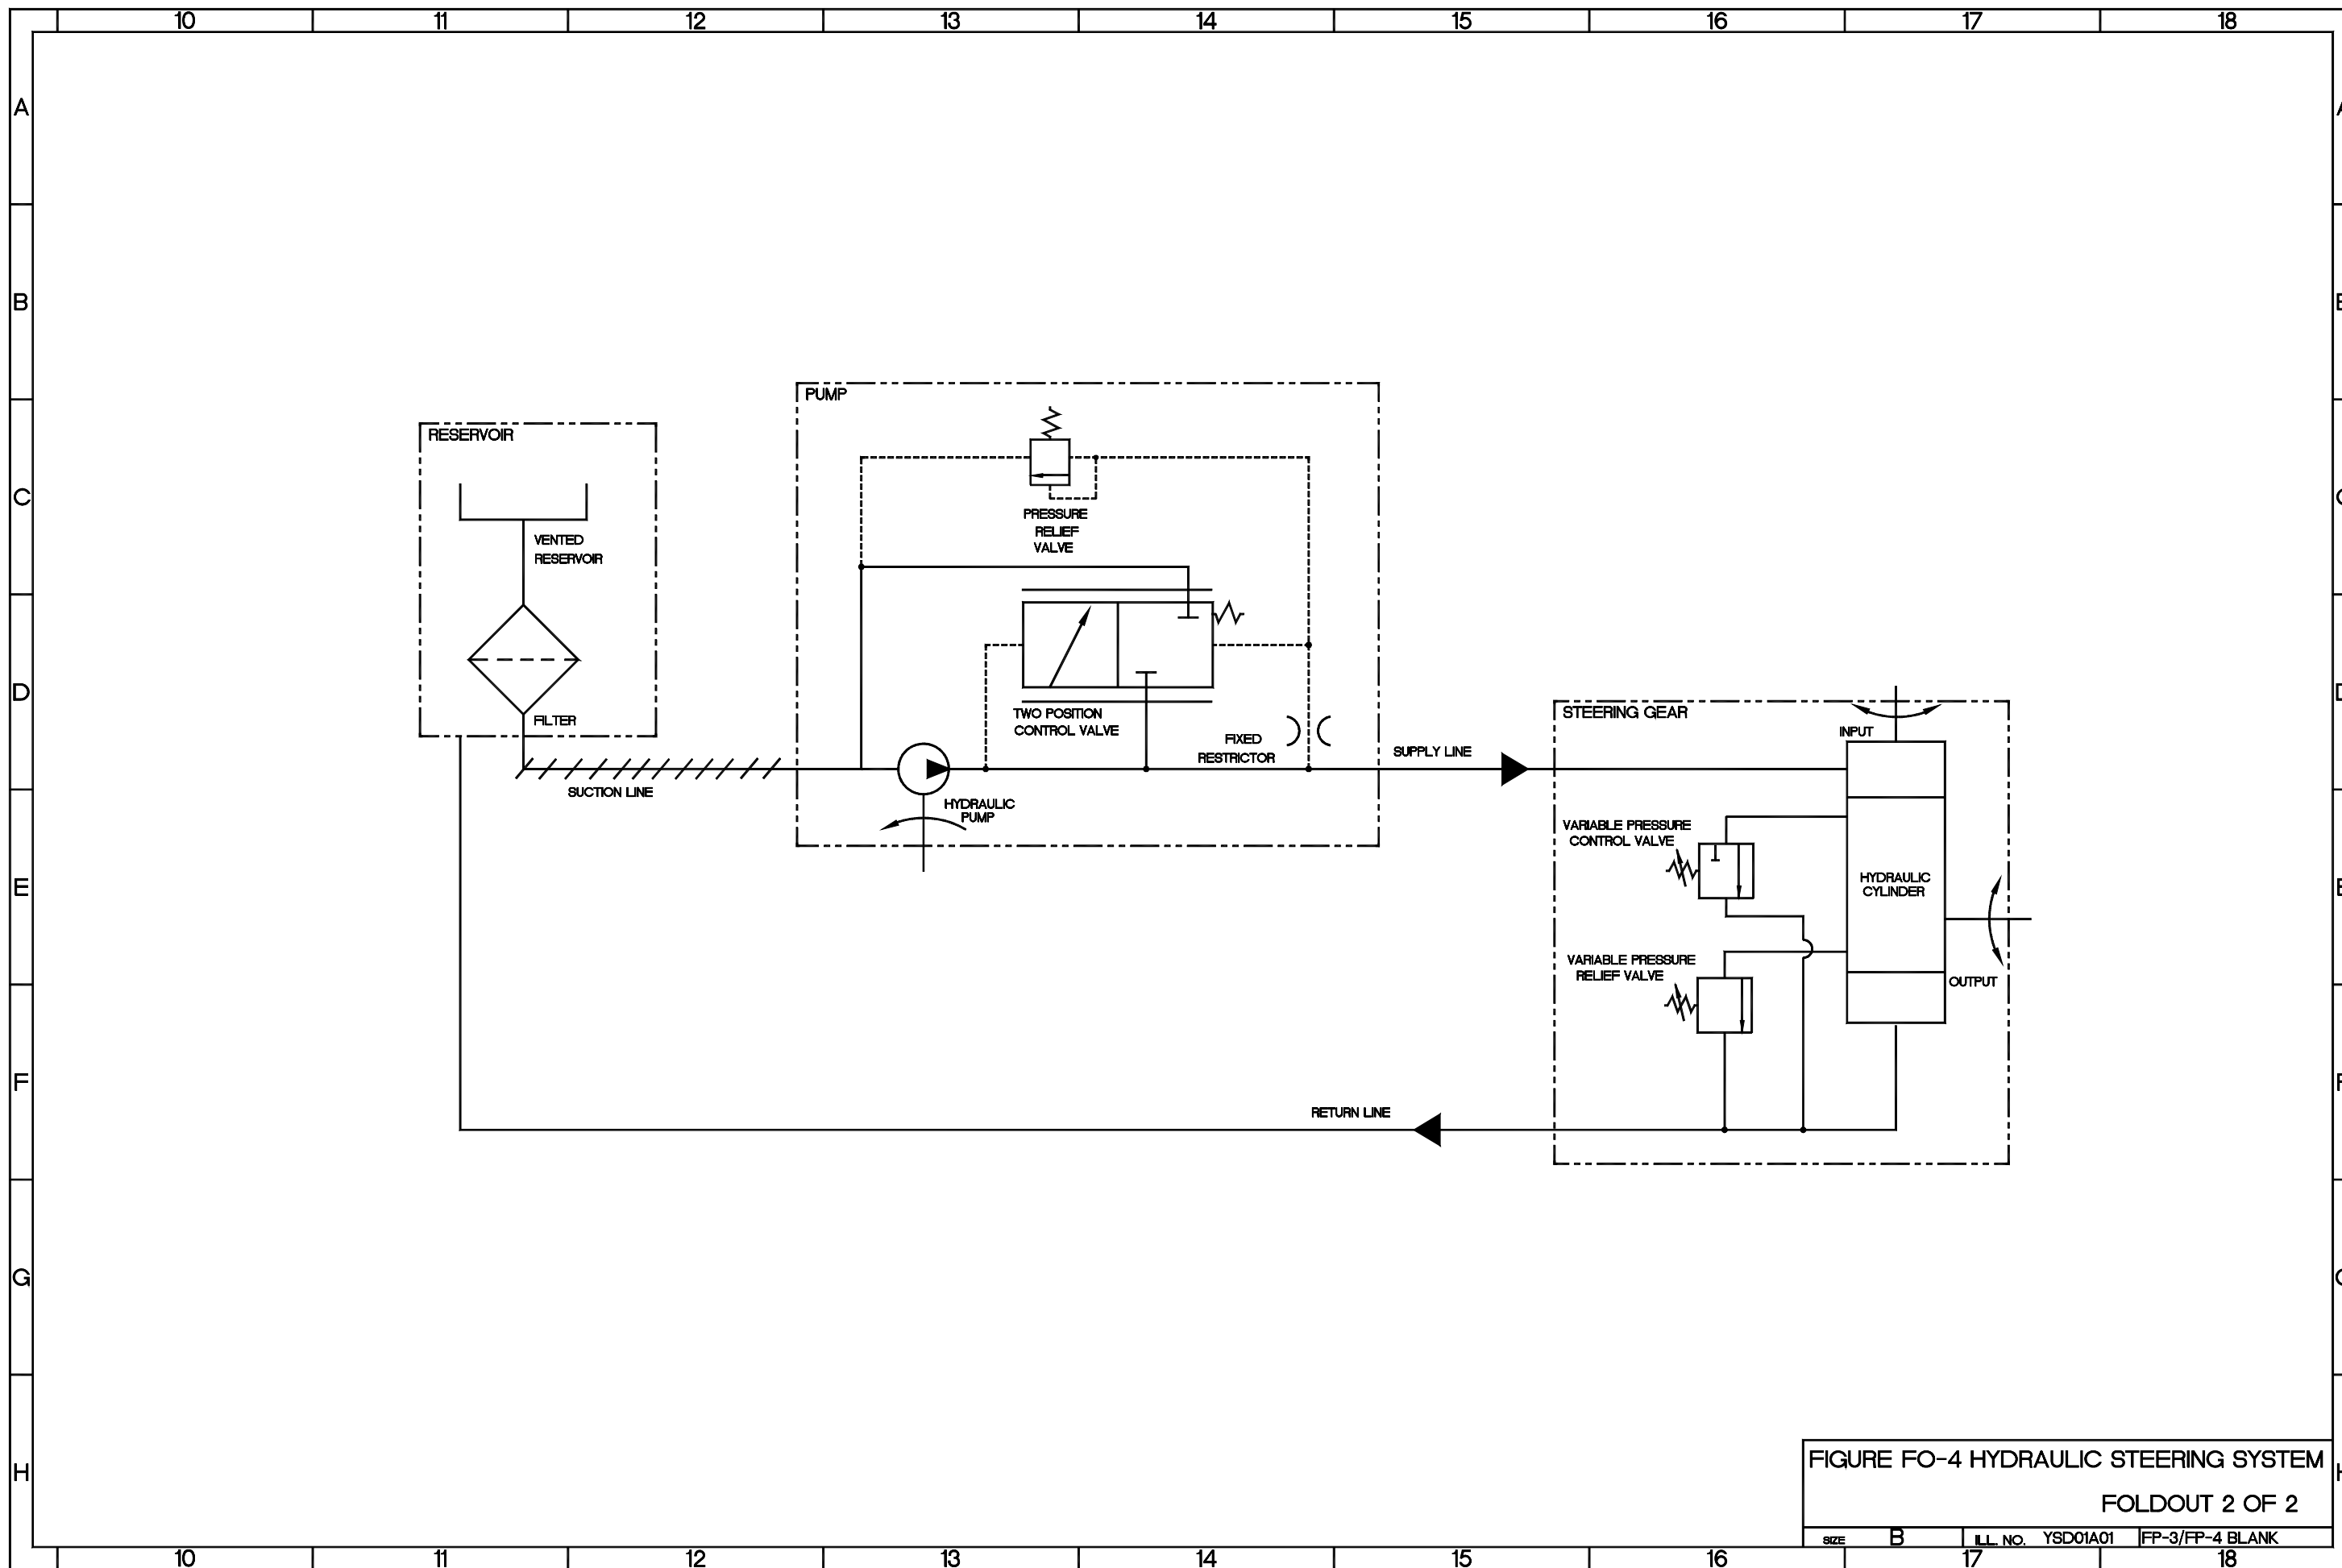 10 11 12 13 14 15 16 17 18
A
A
B
B
PUMP
RESERVOIR
C
C
PRESSURE
RELIEF
VALVE
VENTED
RESERVOIR
D
D
FILTER
TWO POSITION
CONTROL VALVE
FIXED
RESTRICTOR
SUCTION LINE
HYDRAULIC
PUMP
SUPPLY LINE
STEERING GEAR
INPUT
VARIABLE PRESSURE
CONTROL VALVE
E
E
HYDRAULIC
CYLINDER
VARIABLE PRESSURE
RELIEF VALVE
OUTPUT
F
F
RETURN LINE
G
G
H
H
FIGURE FO-4 HYDRAULIC STEERING SYSTEM
FOLDOUT 2 OF 2
SIZE B ILL. NO. YSD01A01 FP-3/FP-4 BLANK
10 11 12 13 14 15 16 17 18